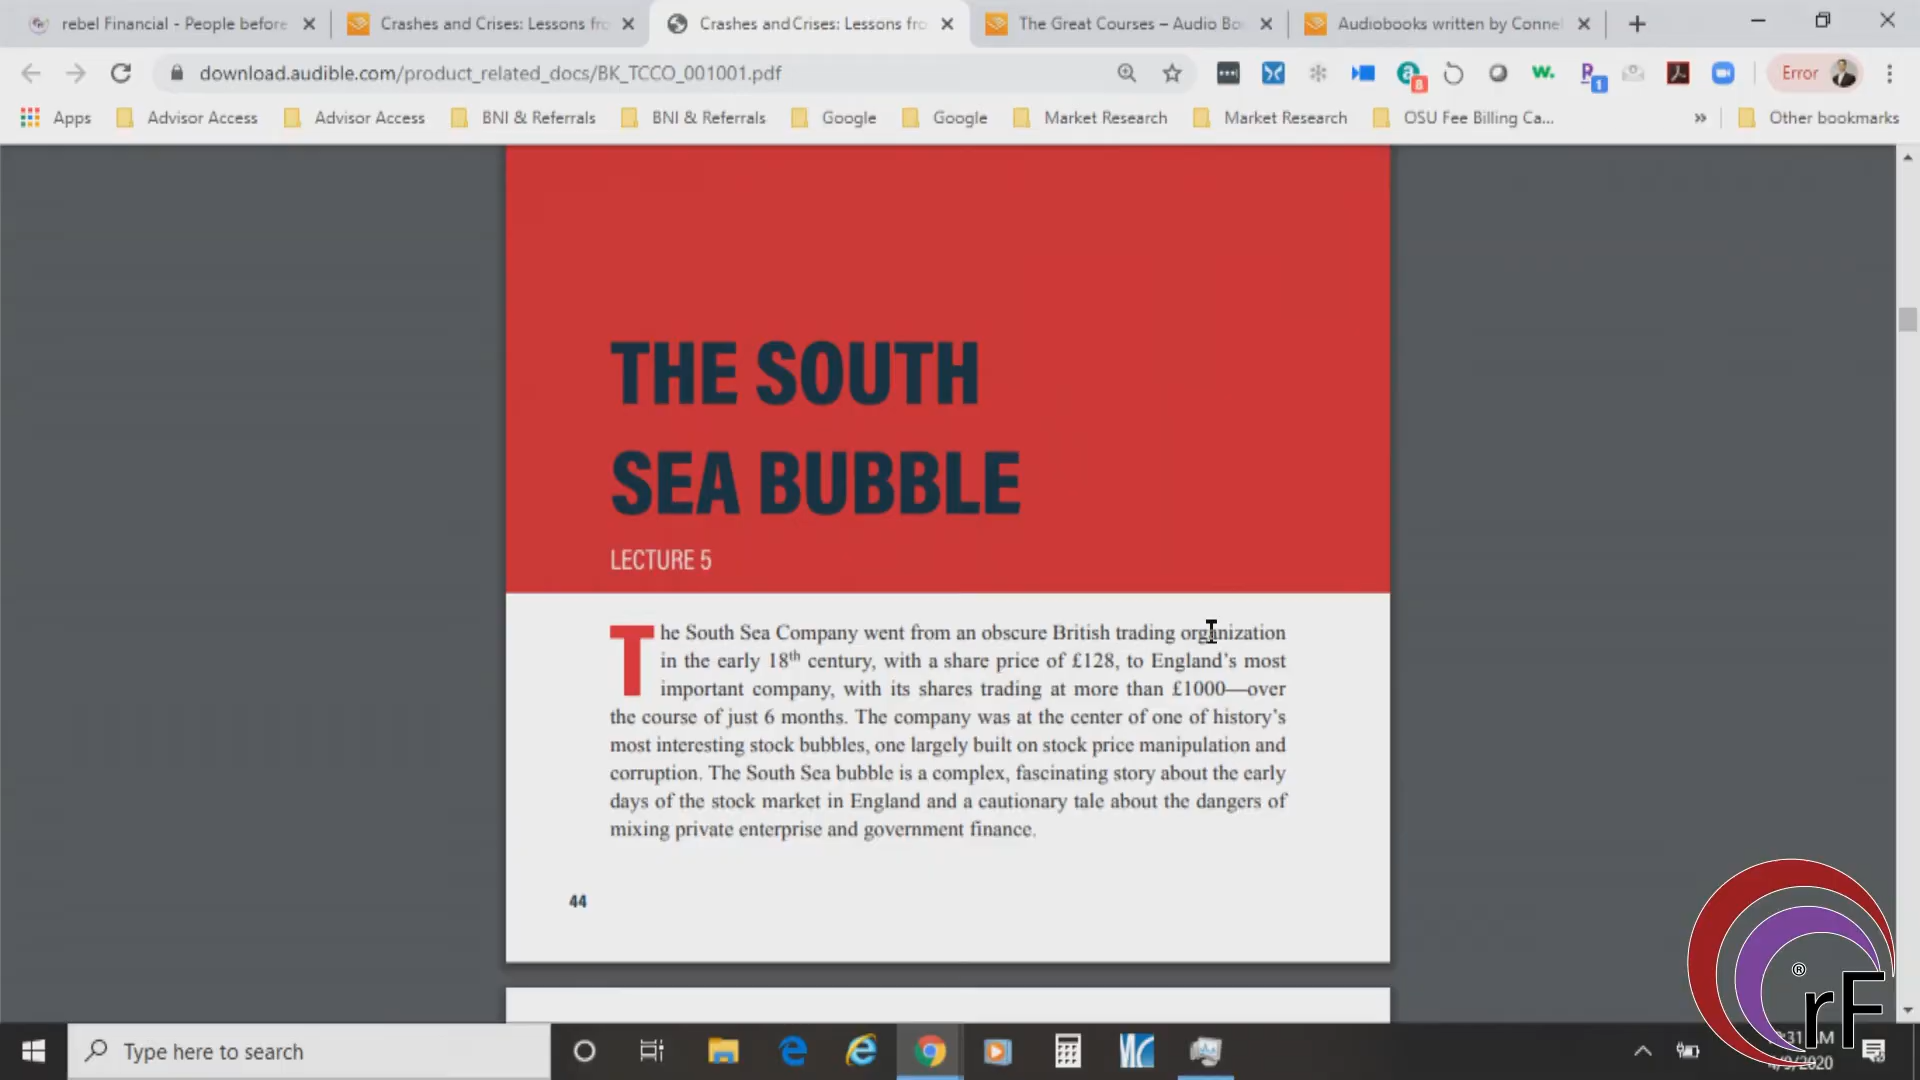 rebel Financial - People before
Crashes and Crises: Lessons fro
Crashes and Crises: Lessons fro
The Great Courses – Audio Bo
Audiobooks written by Connel
download.audible.com/product_related_docs/BK_TCCO_001001.pdf
8
1
Error
Apps
Advisor Access
Advisor Access
BNI & Referrals
BNI & Referrals
Google
Google
Market Research
Market Research
OSU Fee Billing Ca...
Other bookmarks
THE SOUTH
SEA BUBBLE
LECTURE 5
The South Sea Company went from an obscure British trading organization
in the early 18th century, with a share price of £128, to England’s most
important company, with its shares trading at more than £1000—over
the course of just 6 months. The company was at the center of one of history’s
most interesting stock bubbles, one largely built on stock price manipulation and
corruption. The South Sea bubble is a complex, fascinating story about the early
days of the stock market in England and a cautionary tale about the dangers of
mixing private enterprise and government finance.
44
® rF
Type here to search